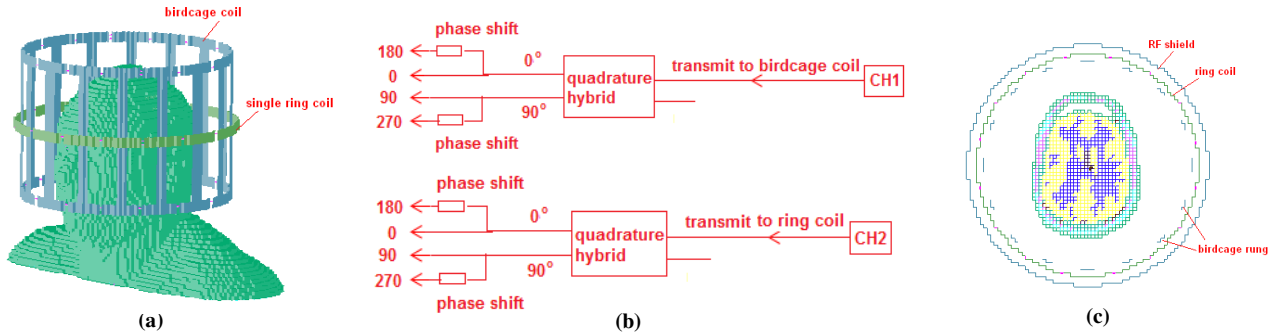 birdcage coil
single ring coil
(a)
phase shift
180
0
90
270
0°
90°
phase shift
quadrature
hybrid
transmit to birdcage coil
CH1
phase shift
180
0
90
270
0°
90°
phase shift
quadrature
hybrid
transmit to ring coil
CH2
(b)
RF shield
ring coil
birdcage rung
(c)